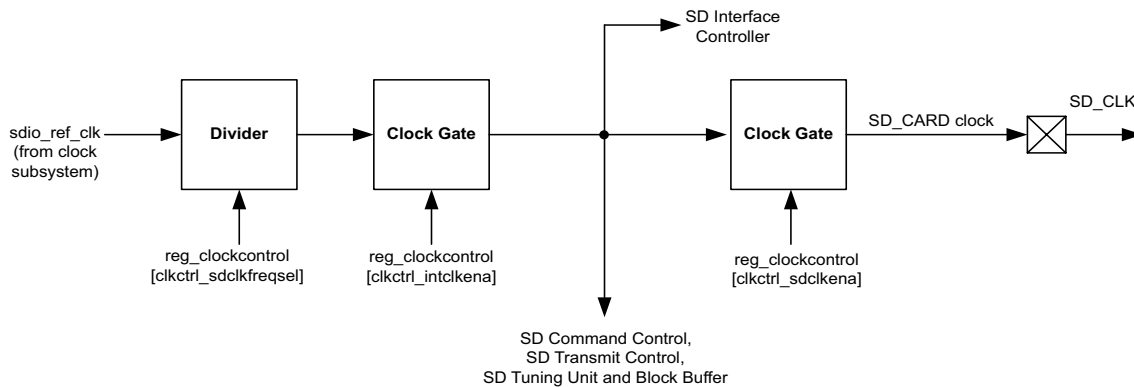 SD Interface
Controller
sdio_ref_clk
(from clock
subsystem)
Divider
Clock Gate
Clock Gate
SD_CARD clock
SD_CLK
reg_clockcontrol
[clkctrl_sdclkfreqsel]
reg_clockcontrol
[clkctrl_intclkena]
reg_clockcontrol
[clkctrl_sdclkena]
SD Command Control,
SD Transmit Control,
SD Tuning Unit and Block Buffer